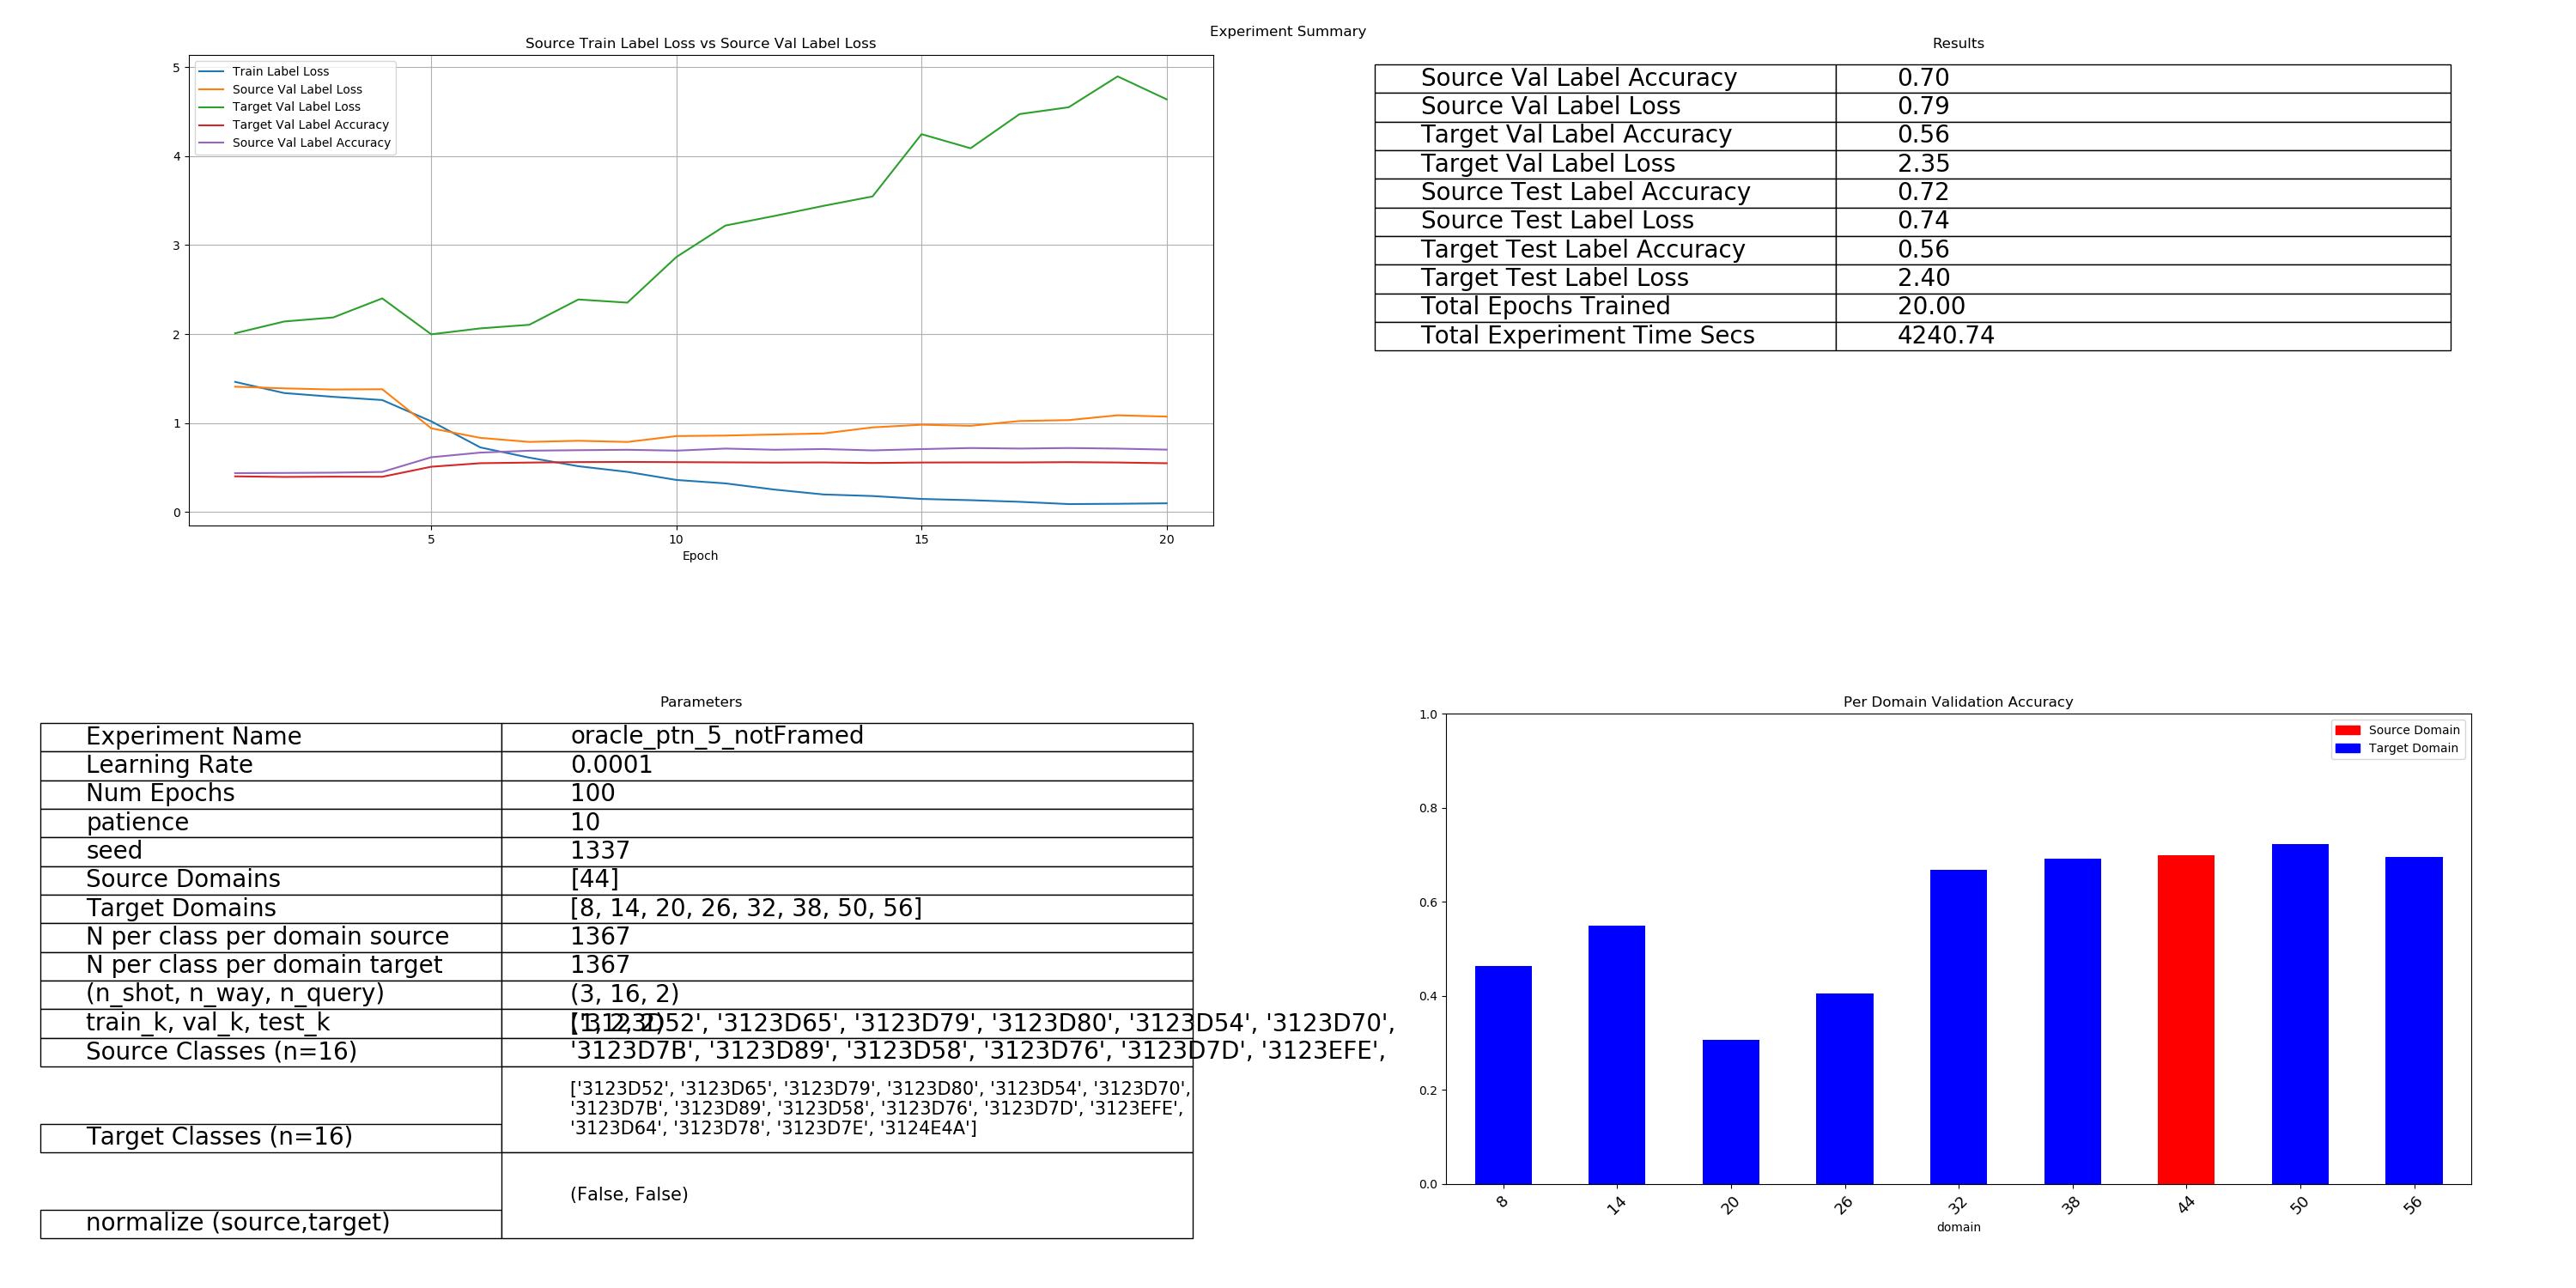 Experiment Summary
Source Train Label Loss vs Source Val Label Loss
5
4
3
2
1
0
Train Label Loss
Source Val Label Loss
Target Val Label Loss
Target Val Label Accuracy
Source Val Label Accuracy
5 10 15 20
Epoch
Results
Source Val Label Accuracy 0.70
Source Val Label Loss 0.79
Target Val Label Accuracy 0.56
Target Val Label Loss 2.35
Source Test Label Accuracy 0.72
Source Test Label Loss 0.74
Target Test Label Accuracy 0.56
Target Test Label Loss 2.40
Total Epochs Trained 20.00
Total Experiment Time Secs 4240.74
Parameters
Experiment Name oracle_ptn_5_notFramed
Learning Rate 0.0001
Num Epochs 100
patience 10
seed 1337
Source Domains [44]
Target Domains [8, 14, 20, 26, 32, 38, 50, 56]
N per class per domain source 1367
N per class per domain target 1367
(n_shot, n_way, n_query) (3, 16, 2)
train_k, val_k, test_k '3123D65', '3123D79', '3123D80', '3123D54', '3123D70',
Source Classes (n=16) '3123D7B', '3123D89', '3123D58', '3123D76', '3123D7D', '3123EFE',
['3123D52', '3123D65', '3123D79', '3123D80', '3123D54', '3123D70',
'3123D7B', '3123D89', '3123D58', '3123D76', '3123D7D', '3123EFE',
'3123D64', '3123D78', '3123D7E', '3124E4A']
Target Classes (n=16)
(False, False)
normalize (source,target)
Per Domain Validation Accuracy
1.0
0.8
0.6
0.4
0.2
0.0
Source Domain
Target Domain
8 14 20 26 32 38 44 50 56
domain